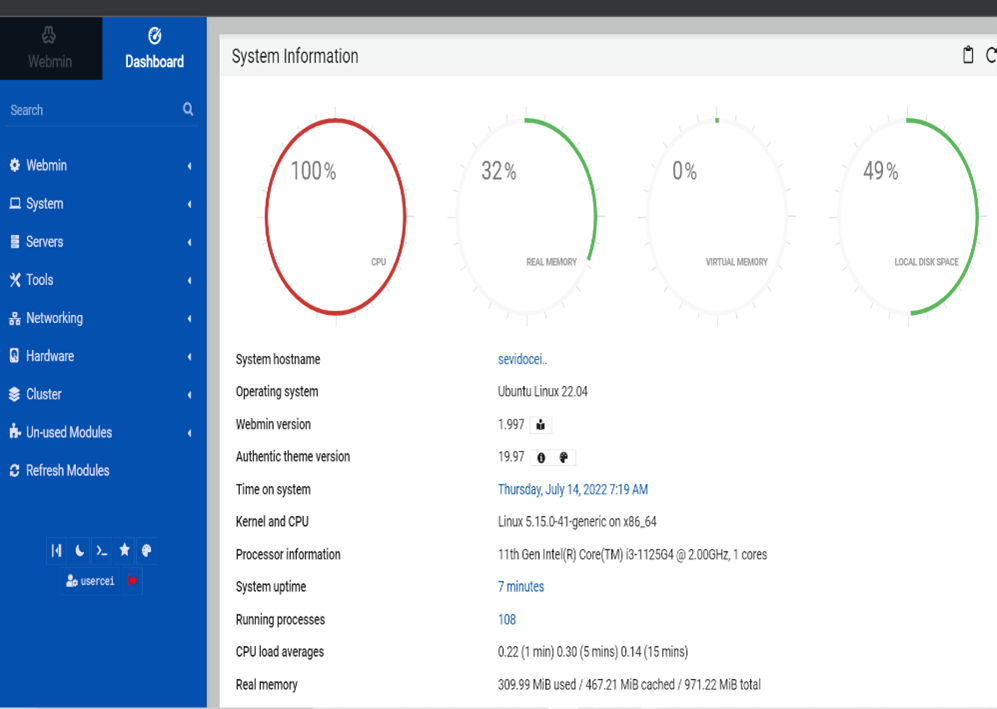 Webmin
Dashboard
Search
Webmin
System
Servers
Tools
Networking
Hardware
Cluster
Un-used Modules
Refresh Modules
usercei
System Information
100%
CPU
32%
REAL MEMORY
0%
VIRTUAL MEMORY
49%
LOCAL DISK SPACE
System hostname sevidocei..
Operating system Ubuntu Linux 22.04
Webmin version 1.997
Authentic theme version 19.97
Time on system Thursday, July 14, 2022 7:19 AM
Kernel and CPU Linux 5.15.0-41-generic on x86_64
Processor information 11th Gen Intel(R) Core(TM) i3-1125G4 @ 2.00GHz, 1 cores
System uptime 7 minutes
Running processes 108
CPU load averages 0.22 (1 min) 0.30 (5 mins) 0.14 (15 mins)
Real memory 309.99 MiB used / 467.21 MiB cached / 971.22 MiB total